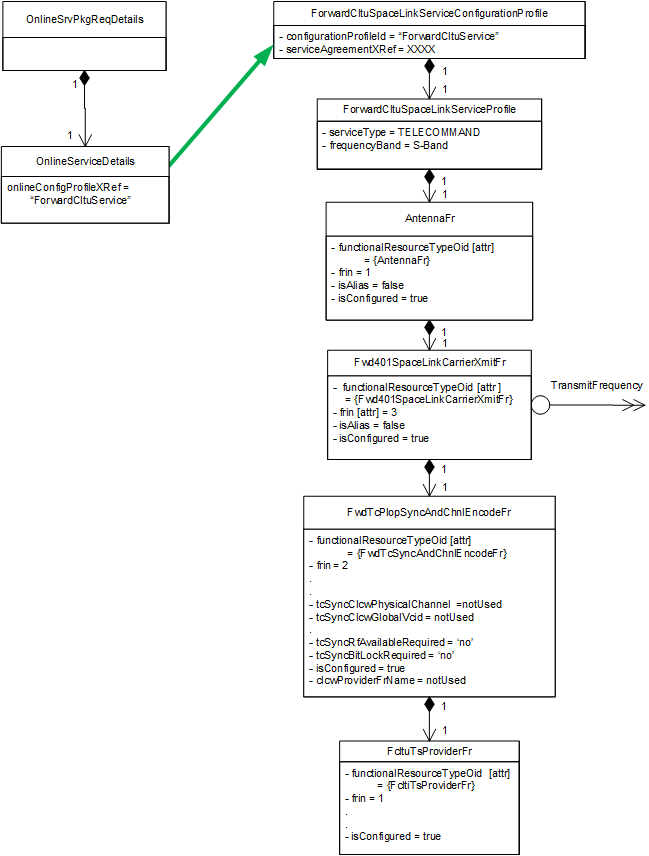 OnlineSrvPkgReqDetails
1
1
OnlineServiceDetails
onlineConfigProfileXRef =
“ForwardCltuService”
ForwardCltuSpaceLinkServiceConfigurationProfile
- configurationProfileId = “ForwardCltuService”
- serviceAgreementXRef = XXXX
1
1
ForwardCltuSpaceLinkServiceProfile
- serviceType = TELECOMMAND
- frequencyBand = S-Band
1
1
AntennaFr
- functionalResourceTypeOid [attr]
= {AntennaFr}
- frin = 1
- isAlias = false
- isConfigured = true
1
1
Fwd401SpaceLinkCarrierXmitFr
- functionalResourceTypeOid [attr ]
= {Fwd401SpaceLinkCarrierXmitFr}
- frin [attr] = 3
- isAlias = false
- isConfigured = true
TransmitFrequency
1
1
FwdTcPlopSyncAndChnlEncodeFr
- functionalResourceTypeOid [attr]
= {FwdTcSyncAndChnlEncodeFr}
- frin = 2
.
.
- tcSyncClcwPhysicalChannel =notUsed
- tcSyncClcwGlobalVcid = notUsed
.
- tcSyncRfAvailableRequired = ‘no’
- tcSyncBitLockRequired = ‘no’
- isConfigured = true
- clcwProviderFrName = notUsed
1
1
FcltuTsProviderFr
- functionalResourceTypeOid [attr]
= {FcltiTsProviderFr}
- frin = 1
.
.
- isConfigured = true